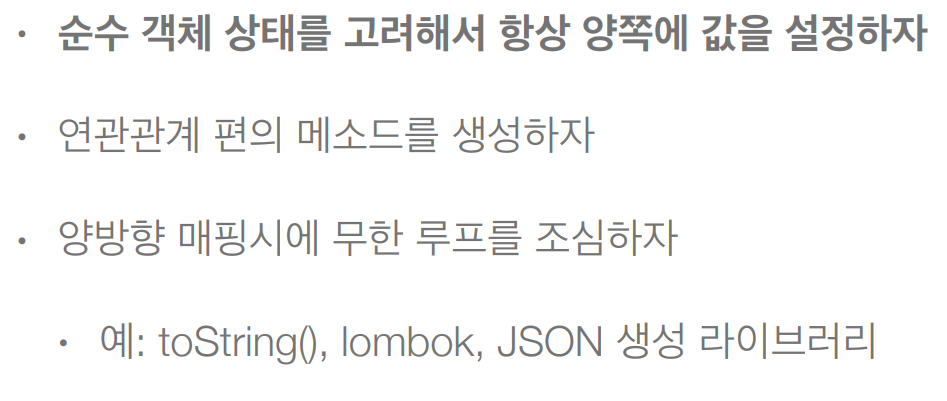 • 순수 객체 상태를 고려해서 항상 양쪽에 값을 설정하자
• 연관관계 편의 메소드를 생성하자
• 양방향 매핑시에 무한 루프를 조심하자
• 예: toString(), lombok, JSON 생성 라이브러리